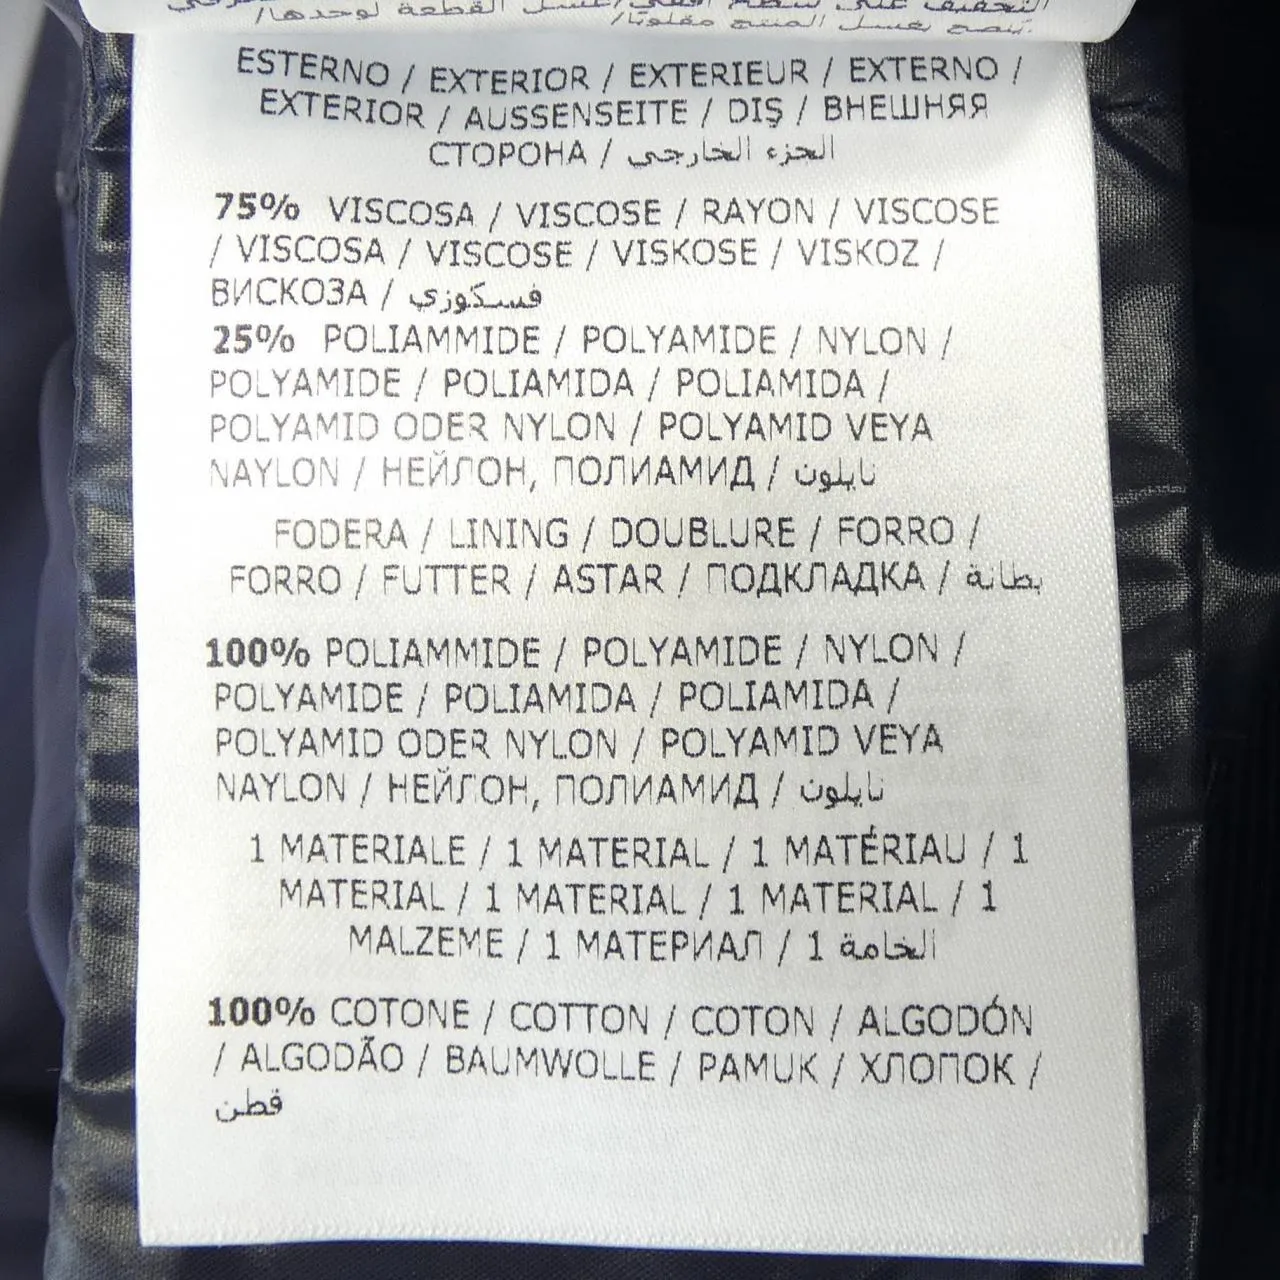 ESTERNO / EXTERIOR / EXTERIEUR / EXTERNO /
EXTERIOR / AUSSENSEITE / DIŞ / ВНЕШНЯЯ
СТОРОНА / الجزء الخارجي
75% VISCOSA / VISCOSE / RAYON / VISCOSE
/ VISCOSA / VISCOSE / VISKOSE / VISKOZ /
ВИСКОЗА / فسكوزي
25% POLIAMMIDE / POLYAMIDE / NYLON /
POLYAMIDE / POLIAMIDA / POLIAMIDA /
POLYAMID ODER NYLON / POLYAMID VEYA
NAYLON / НЕЙЛОН, ПОЛИАМИД / نايلون
FODERA / LINING / DOUBLURE / FORRO /
FORRO / FUTTER / ASTAR / ПОДКЛАДКА / بطانة
100% POLIAMMIDE / POLYAMIDE / NYLON /
POLYAMIDE / POLIAMIDA / POLIAMIDA /
POLYAMID ODER NYLON / POLYAMID VEYA
NAYLON / НЕЙЛОН, ПОЛИАМИД / نايلون
1 MATERIALE / 1 MATERIAL / 1 MATÉRIAU / 1
MATERIAL / 1 MATERIAL / 1 MATERIAL / 1
MALZEME / 1 МАТЕРИАЛ / 1 الخامة
100% COTONE / COTTON / COTON / ALGODÓN
/ ALGODÃO / BAUMWOLLE / PAMUK / ХЛОПОК /
قطن